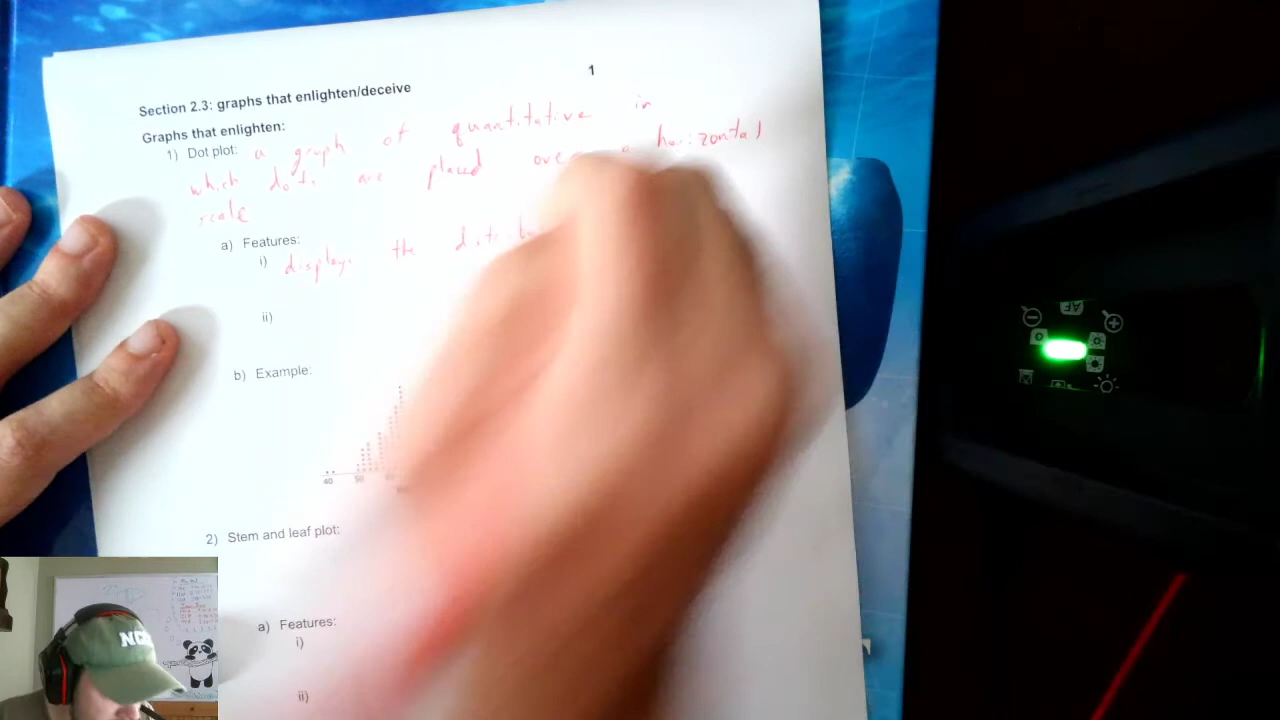 1
Section 2.3: graphs that enlighten/deceive
Graphs that enlighten:
1) Dot plot: a graph of quantitative in
which dots are placed over a horizontal
scale
a) Features:
i) displays the
ii)
b) Example:
40 50
2) Stem and leaf plot:
a) Features:
i)
ii)
AF